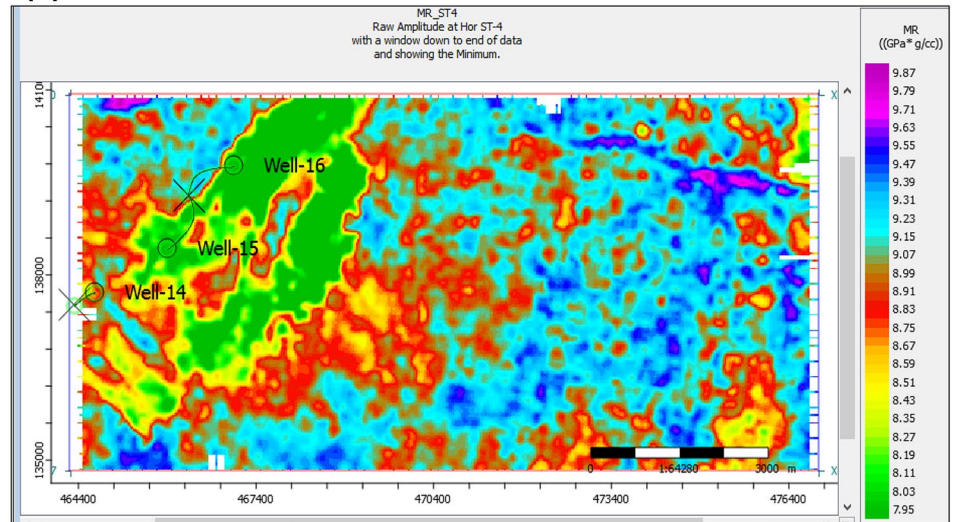 MR_ST4
Raw Amplitude at Hor ST-4
with a window down to end of data
and showing the Minimum.
MR
((GPa* g/cc))
9.87
9.79
9.71
9.63
9.55
9.47
9.39
9.31
9.23
9.15
9.07
8.99
8.91
8.83
8.75
8.67
8.59
8.51
8.43
8.35
8.27
8.19
8.11
8.03
7.95
X
Well-16
Well-15
138000
Well-14
135000
7
X
0
1:64280
3000 m
464400
467400
470400
473400
476400